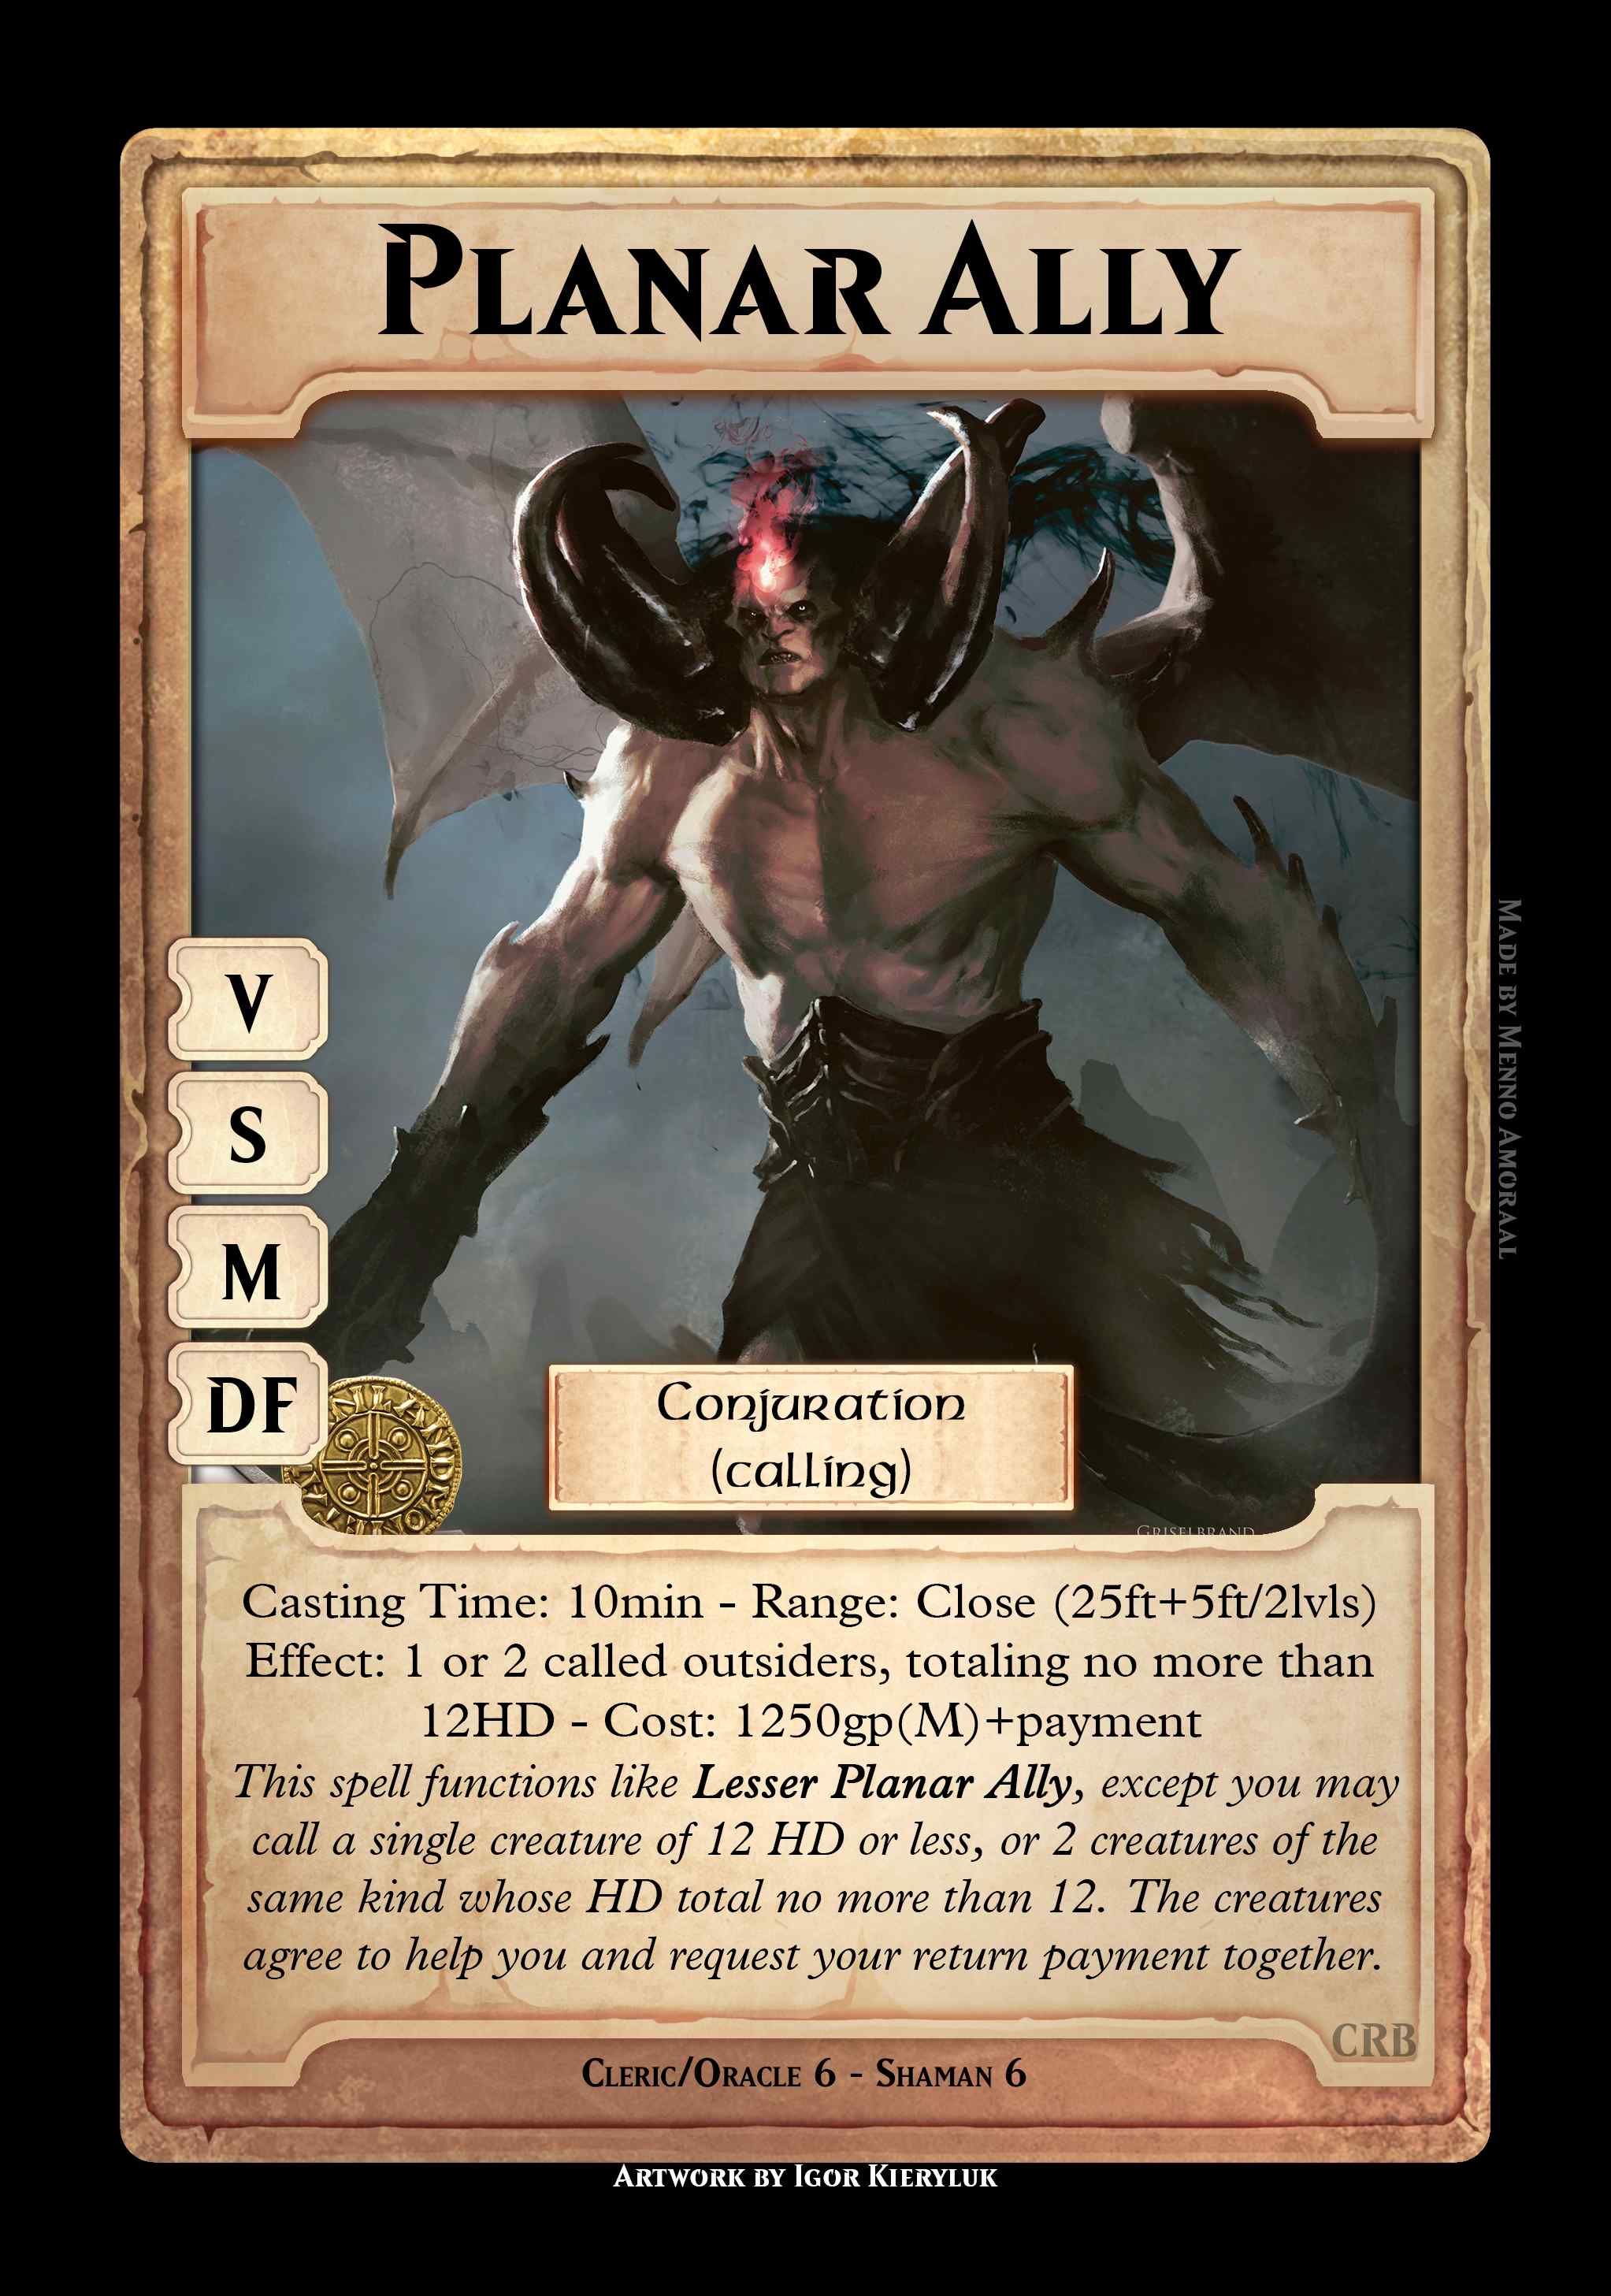 Planar Ally
V
S
M
DF
Conjuration
(calling)
Griselbrand
Casting Time: 10min - Range: Close (25ft+5ft/2lvls)
Effect: 1 or 2 called outsiders, totaling no more than
12HD - Cost: 1250gp(M)+payment
This spell functions like Lesser Planar Ally, except you may
call a single creature of 12 HD or less, or 2 creatures of the
same kind whose HD total no more than 12. The creatures
agree to help you and request your return payment together.
CRB
Cleric/Oracle 6 - Shaman 6
Artwork by Igor Kieryluk
Made by Menno Amoraal